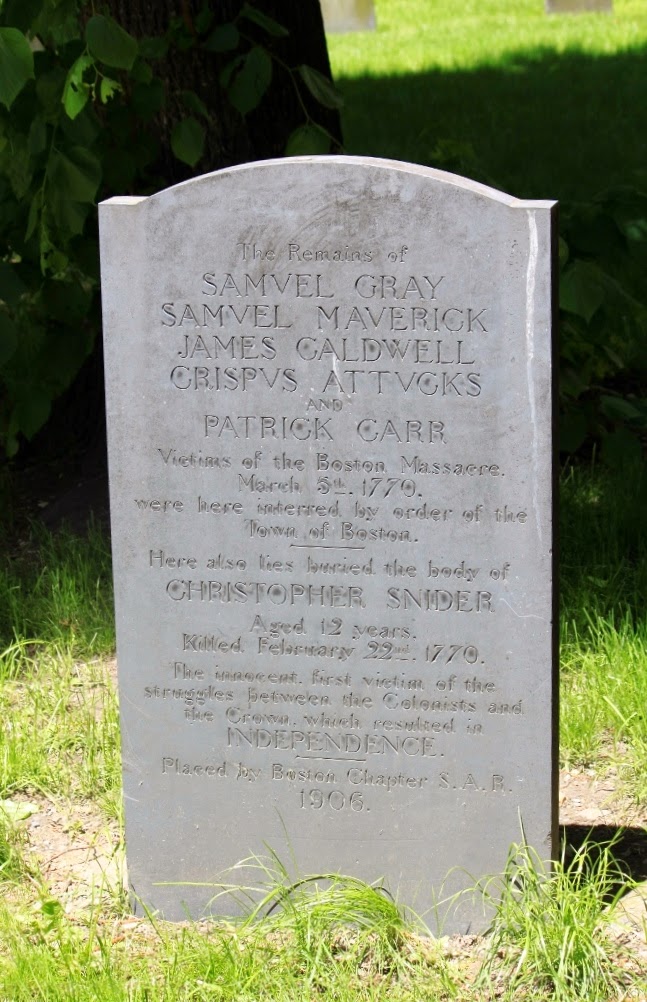 The Remains of
SAMVEL GRAY
SAMVEL MAVERICK
JAMES CALDWELL
CRISPVS ATTVCKS
AND
PATRICK CARR
Victims of the Boston Massacre,
March 5th. 1770.
were here interred by order of the
Town of Boston.
Here also lies buried the body of
CHRISTOPHER SNIDER
Aged 12 years.
Killed February 22nd. 1770.
The innocent, first victim of the
struggles between the Colonists and
the Crown, which resulted in
INDEPENDENCE.
Placed by Boston Chapter S.A.R.
1906.